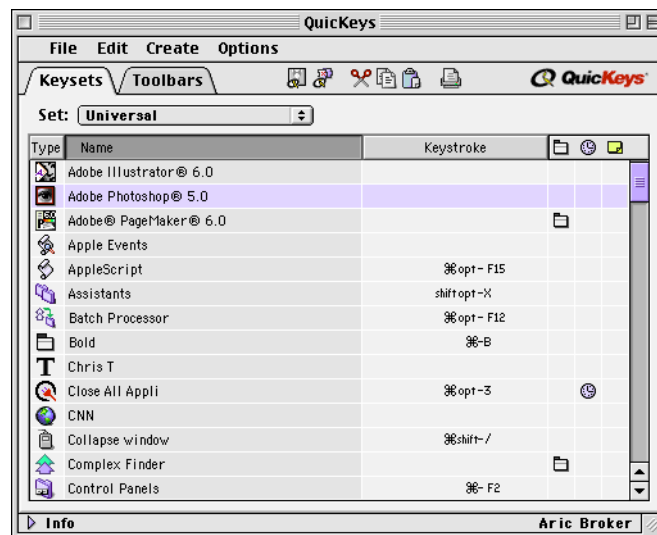 QuicKeys
File Edit Create Options
Keysets Toolbars QuicKeys
Set: Universal
Type Name Keystroke
Adobe Illustrator® 6.0
Adobe Photoshop® 5.0
Adobe® PageMaker® 6.0
Apple Events
AppleScript ⌘opt- F15
Assistants shiftopt-X
Batch Processor ⌘opt- F12
Bold ⌘-B
T Chris T
Close All Appli ⌘opt-3
CNN
Collapse window ⌘shift-/
Complex Finder
Control Panels ⌘- F2
Info Aric Broker